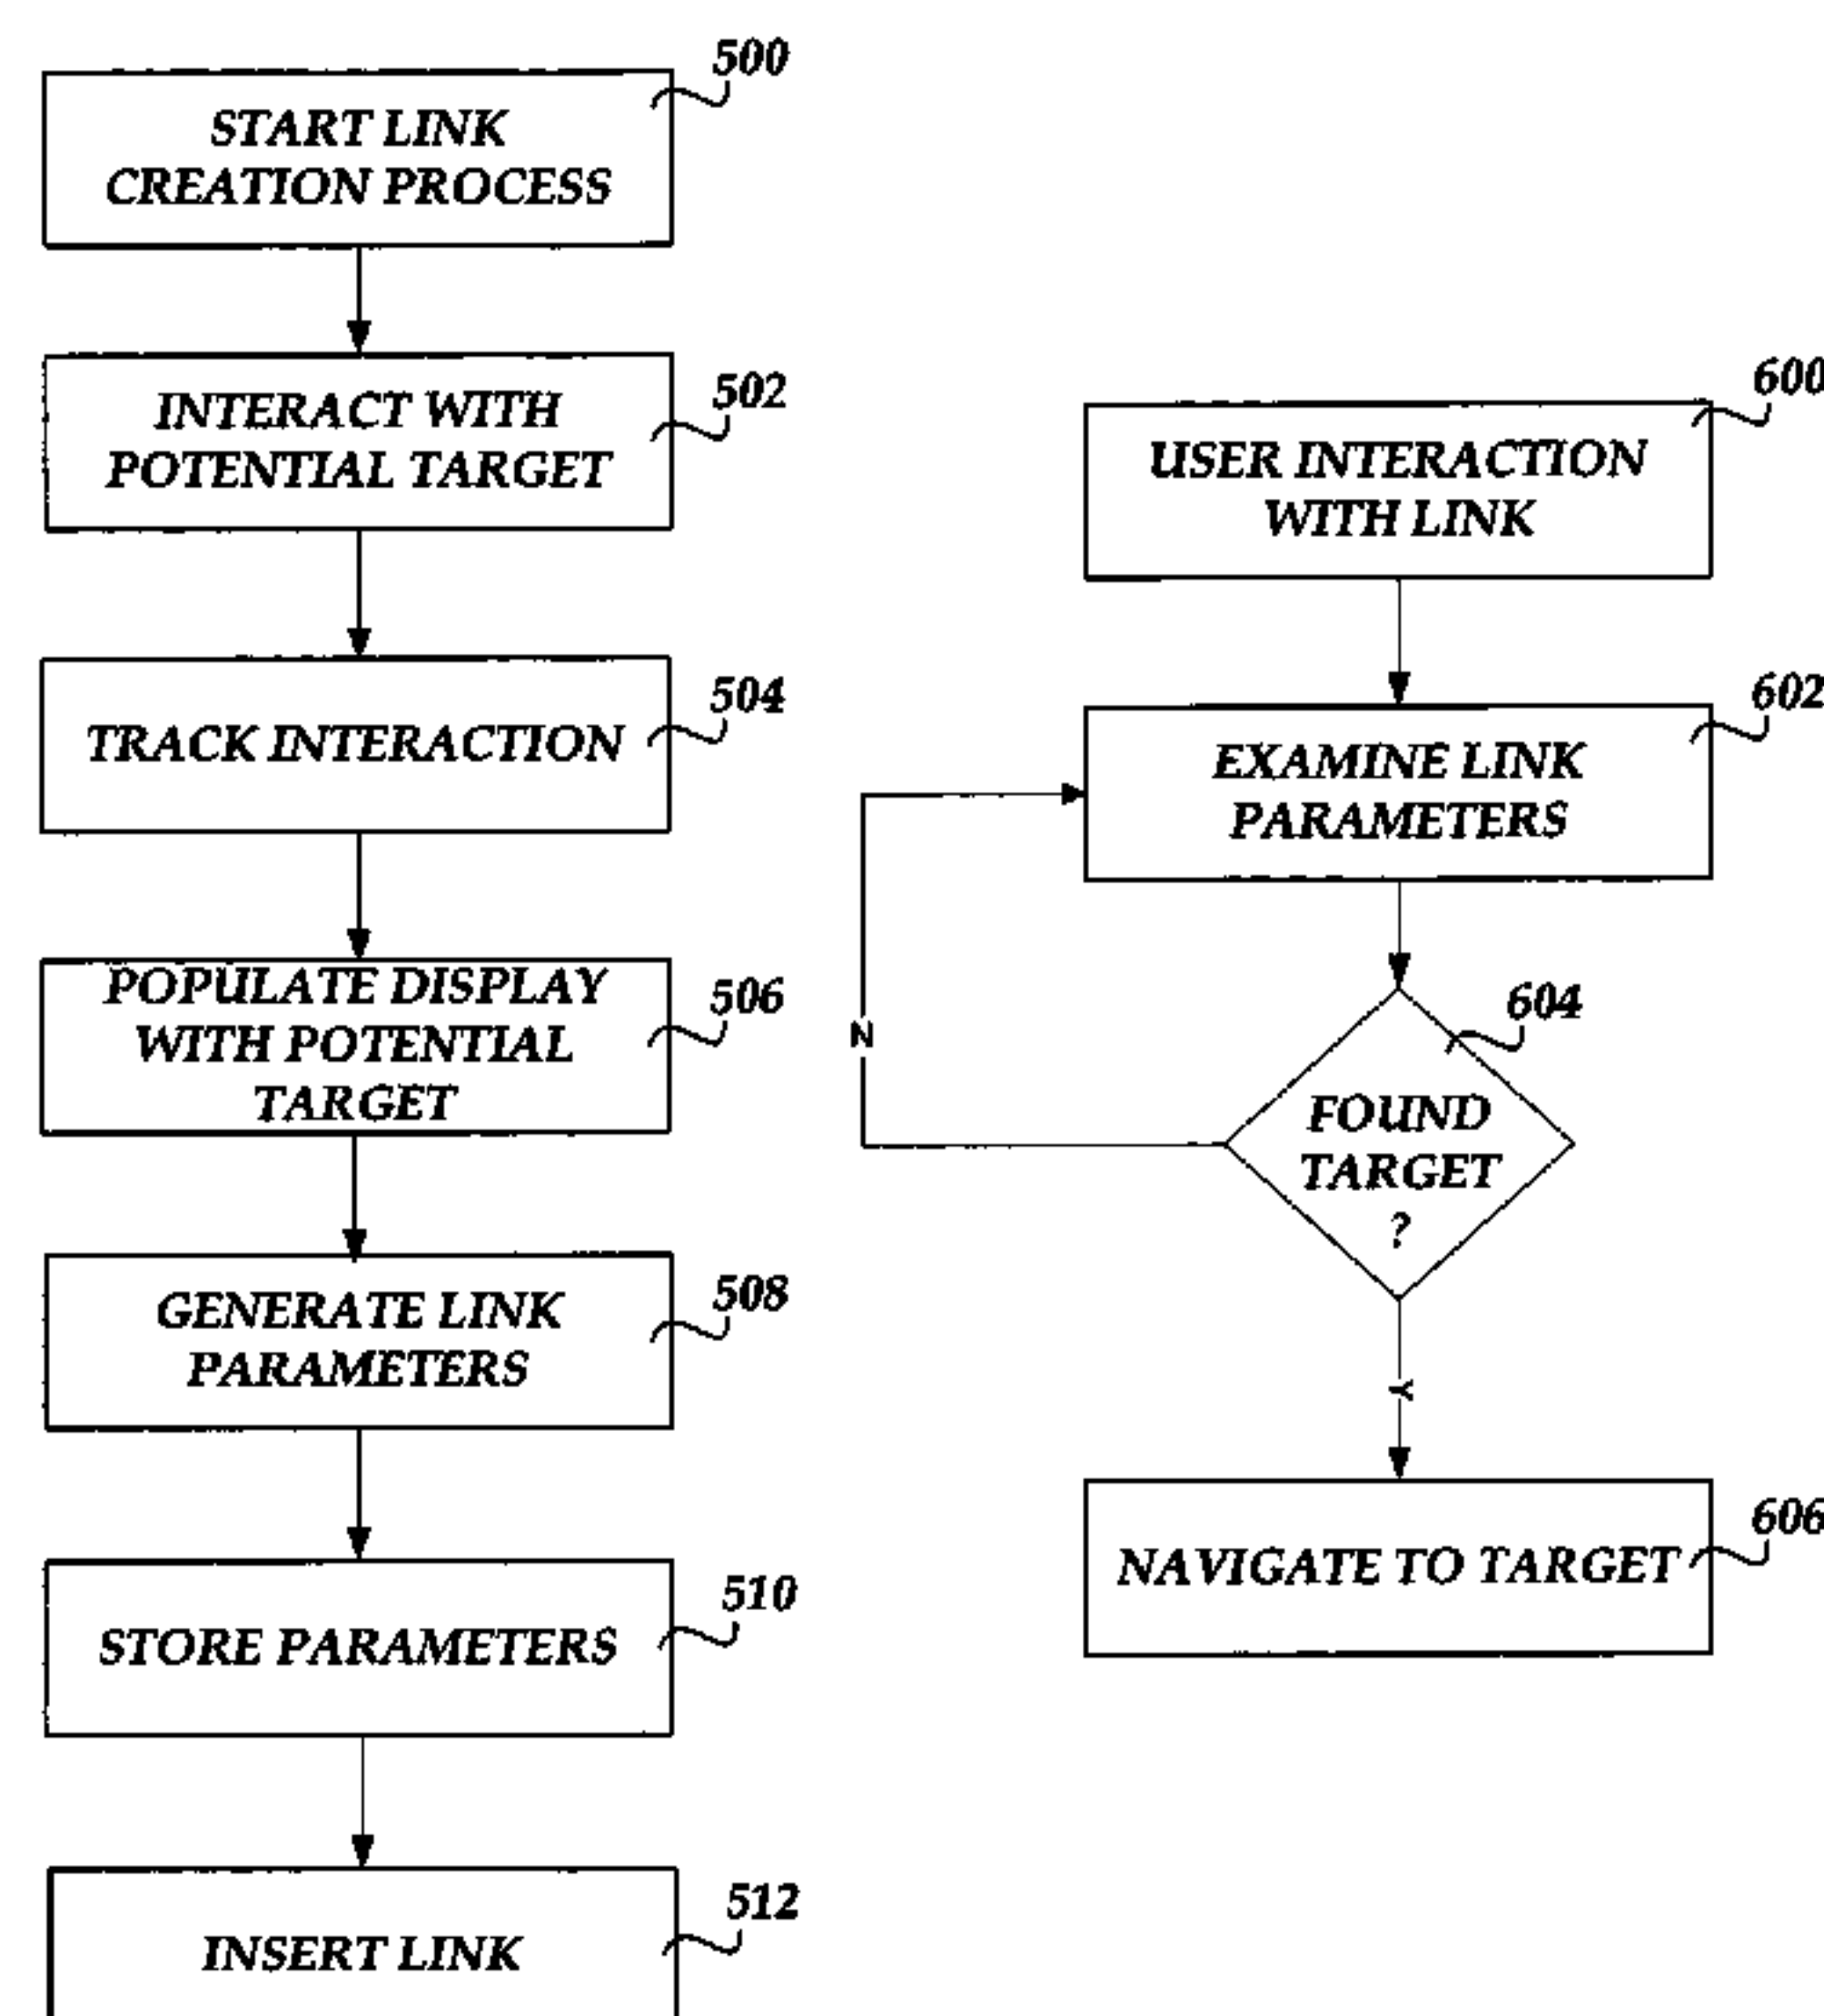 500
START LINK
CREATION PROCESS
502
INTERACT WITH
POTENTIAL TARGET
504
TRACK INTERACTION
506
POPULATE DISPLAY
WITH POTENTIAL
TARGET
508
GENERATE LINK
PARAMETERS
510
STORE PARAMETERS
512
INSERT LINK
600
USER INTERACTION
WITH LINK
602
EXAMINE LINK
PARAMETERS
604
FOUND
TARGET
?
N
Y
606
NAVIGATE TO TARGET